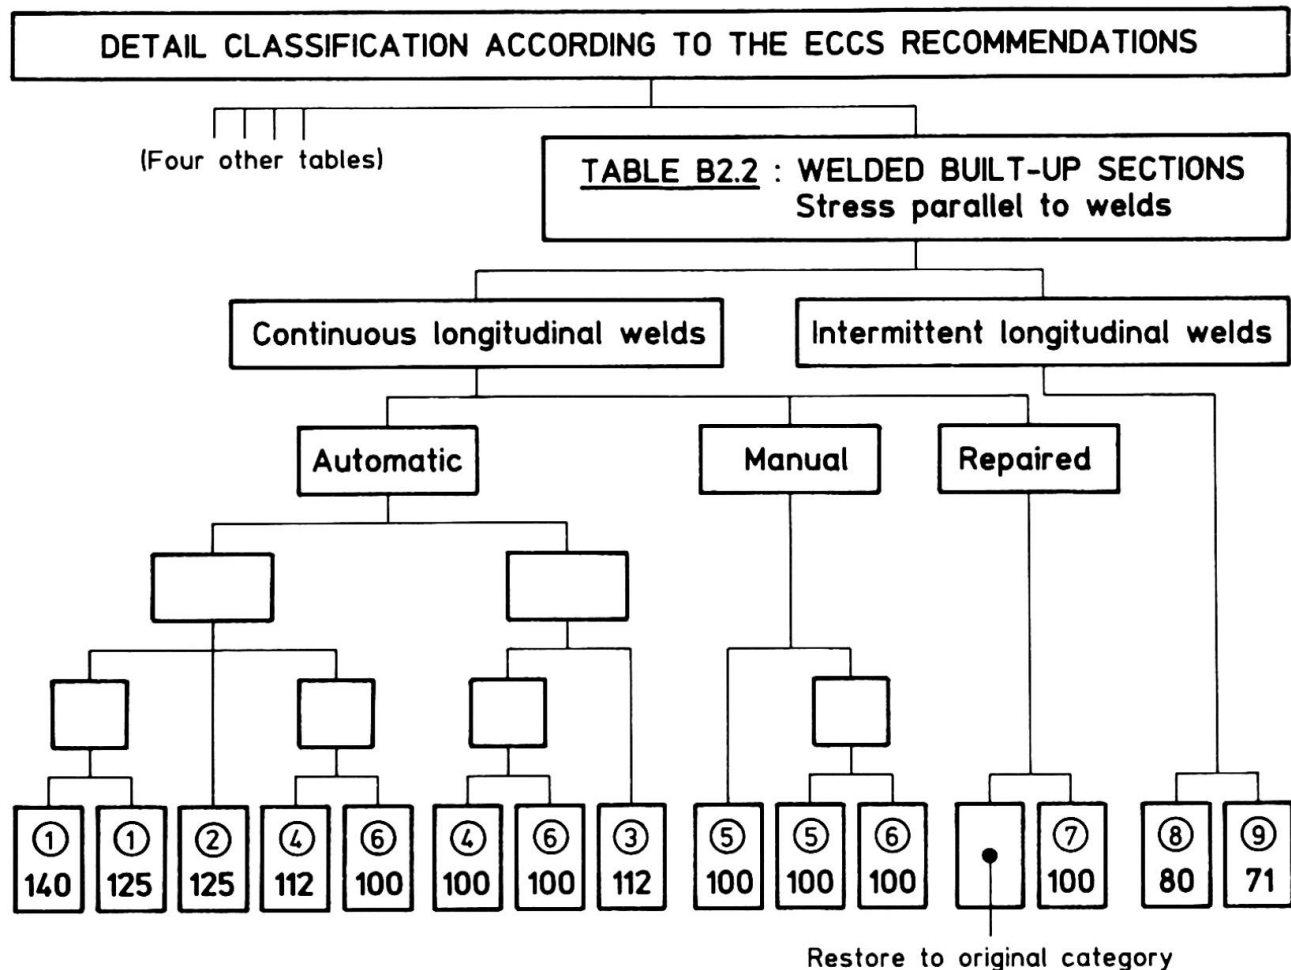 DETAIL CLASSIFICATION ACCORDING TO THE ECCS RECOMMENDATIONS
(Four other tables)
TABLE B2.2 : WELDED BUILT-UP SECTIONS
Stress parallel to welds
Continuous longitudinal welds
Intermittent longitudinal welds
Automatic
Manual
Repaired
① ① ② ④ ⑥ ④ ⑥ ③ ⑤ ⑤ ⑥ ⑦ ⑧ ⑨
140 125 125 112 100 100 100 112 100 100 100 100 80 71
Restore to original category